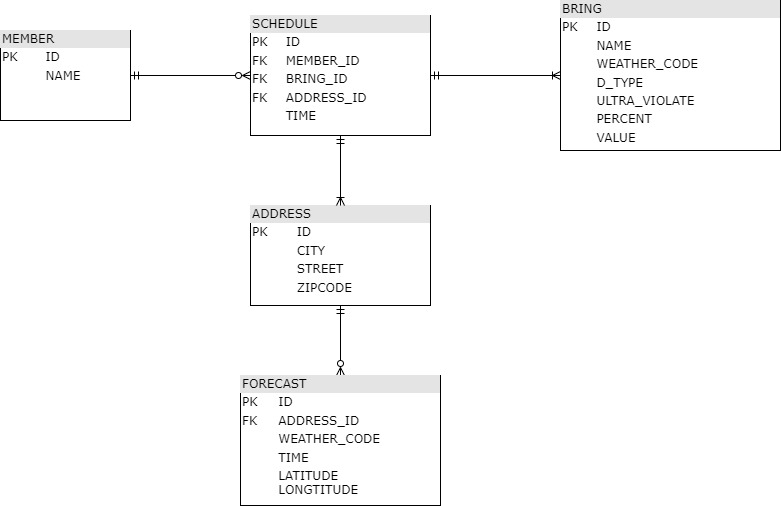 MEMBER
PK ID
NAME
SCHEDULE
PK ID
FK MEMBER_ID
FK BRING_ID
FK ADDRESS_ID
TIME
BRING
PK ID
NAME
WEATHER_CODE
D_TYPE
ULTRA_VIOLATE
PERCENT
VALUE
ADDRESS
PK ID
CITY
STREET
ZIPCODE
FORECAST
PK ID
FK ADDRESS_ID
WEATHER_CODE
TIME
LATITUDE
LONGTITUDE